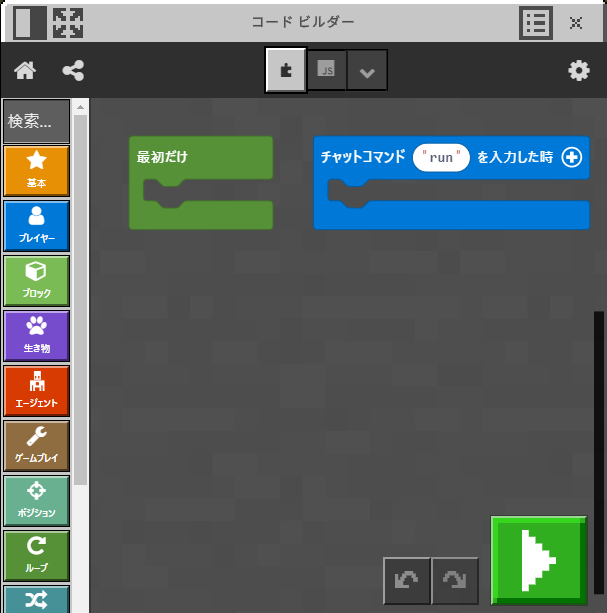 コード ビルダー
JS
検索...
最初だけ
チャットコマンド "run" を入力した時
基本
プレイヤー
ブロック
生き物
エージェント
ゲームプレイ
ポジション
ループ